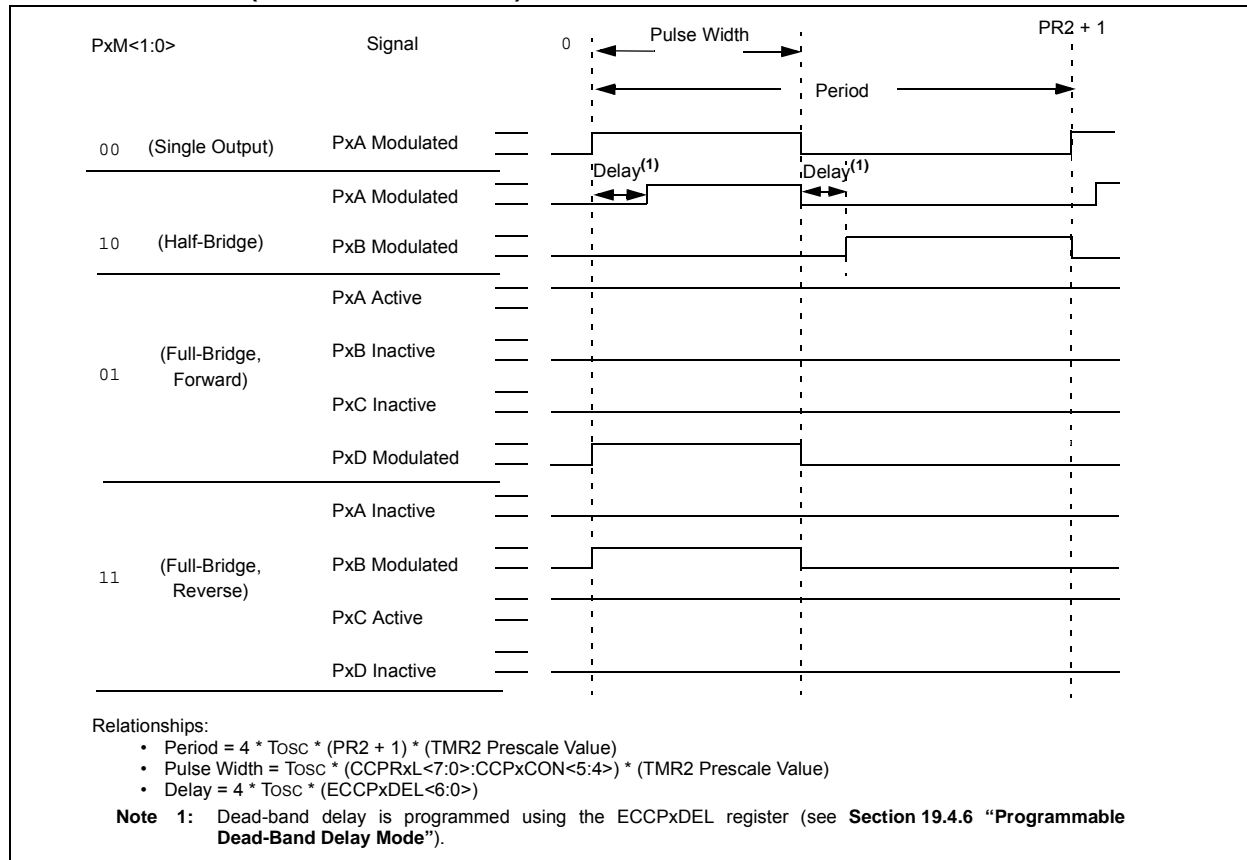 PxM<1:0> Signal 0 Pulse Width PR2 + 1
Period
00 (Single Output) PxA Modulated
Delay(1) Delay(1)
PxA Modulated
10 (Half-Bridge) PxB Modulated
PxA Active
01 (Full-Bridge,
Forward) PxB Inactive
PxC Inactive
PxD Modulated
PxA Inactive
11 (Full-Bridge,
Reverse) PxB Modulated
PxC Active
PxD Inactive
Relationships:
• Period = 4 * TOSC * (PR2 + 1) * (TMR2 Prescale Value)
• Pulse Width = TOSC * (CCPRxL<7:0>:CCPxCON<5:4>) * (TMR2 Prescale Value)
• Delay = 4 * TOSC * (ECCPxDEL<6:0>)
Note 1: Dead-band delay is programmed using the ECCPxDEL register (see Section 19.4.6 “Programmable
Dead-Band Delay Mode”).